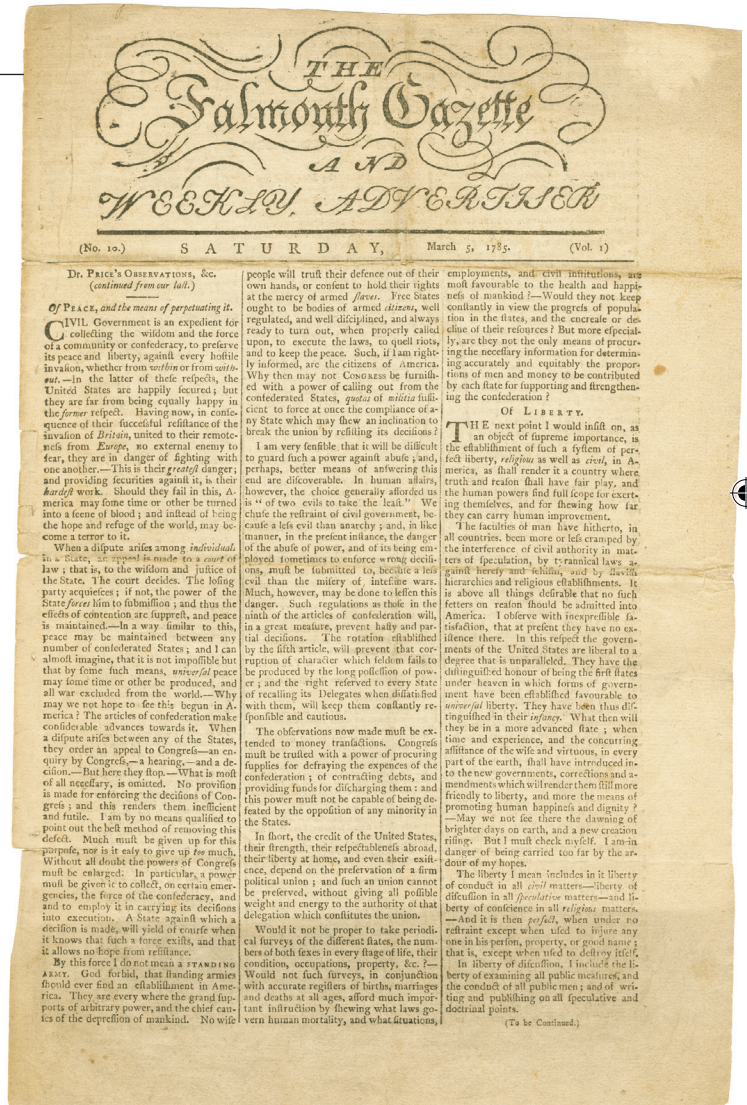 THE
Falmouth Gazette
AND
WEEKLY ADVERTISER
(No. 10.) SATURDAY, March 5, 1785. (Vol. 1)
Dr. PRICE's OBSERVATIONS, &c.
(continued from our last.)
Of PEACE, and the means of perpetuating it.
CIVIL Government is an expedient for
collecting the wisdom and the force
of a community or confederacy, to preserve
its peace and liberty, against every hostile
invasion, whether from within or from with-
out.—In the latter of these respects, the
United States are happily secured; but
they are far from being equally happy in
the former respect. Having now, in conse-
quence of their successful resistance of the
invasion of Britain, united to their remote-
ness from Europe, no external enemy to
fear, they are in danger of fighting with
one another.—This is their greatest danger;
and providing securities against it, is their
hardest work. Should they fail in this, A-
merica may some time or other be turned
into a scene of blood; and instead of being
the hope and refuge of the world, may be-
come a terror to it.
When a dispute arises among individuals
in a State, an appeal is made to a court of
law; that is, to the wisdom and justice of
the State. The court decides. The losing
party acquiesces; if not, the power of the
State forces him to submission; and thus the
effects of contention are supprest, and peace
is maintained.—In a way similar to this,
peace may be maintained between any
number of confederated States; and I can
almost imagine, that it is not impossible but
that by some such means, universal peace
may some time or other be produced, and
all war excluded from the world.—Why
may we not hope to see this begun in A-
merica? The articles of confederation make
considerable advances towards it. When
a dispute arises between any of the States,
they order an appeal to Congress—an en-
quiry by Congress,—a hearing,—and a de-
cision.—But here they stop.—What is most
of all necessary, is omitted. No provision
is made for enforcing the decisions of Con-
gress; and this renders them inefficient
and futile. I am by no means qualified to
point out the best method of removing this
defect. Much must be given up for this
purpose, nor is it easy to give up too much.
Without all doubt the powers of Congress
must be enlarged. In particular, a power
must be given it to collect, on certain emer-
gencies, the force of the confederacy, and
and to employ it in carrying its decisions
into execution. A State against which a
decision is made, will yield of course when
it knows that such a force exists, and that
it allows no hope from resistance.
By this force I do not mean a STANDING
ARMY. God forbid, that standing armies
should ever find an establishment in Ame-
rica. They are every where the grand sup-
ports of arbitrary power, and the chief cau-
ses of the depression of mankind. No wise
people will trust their defence out of their
own hands, or consent to hold their rights
at the mercy of armed slaves. Free States
ought to be bodies of armed citizens, well
regulated, and well disciplined, and always
ready to turn out, when properly called
upon, to execute the laws, to quell riots,
and to keep the peace. Such, if I am right-
ly informed, are the citizens of America.
Why then may not CONGRESS be furnish-
ed with a power of calling out from the
confederated States, quotas of militia suffi-
cient to force at once the compliance of a-
ny State which may shew an inclination to
break the union by resisting its decisions?
I am very sensible, that it will be difficult
to guard such a power against abuse; and,
perhaps, better means of answering this
end are discoverable. In human affairs,
however, the choice generally afforded us
is "of two evils to take the least." We
chuse the restraint of civil government, be-
cause a less evil than anarchy; and, in like
manner, in the present instance, the danger
of the abuse of power, and of its being em-
ployed sometimes to enforce wrong decisi-
ons, must be submitted to, because a less
evil than the misery of intestine wars.
Much, however, may be done to lessen this
danger. Such regulations as those in the
ninth of the articles of confederation will,
in a great measure, prevent hasty and par-
tial decisions. The rotation established
by the fifth article, will prevent that cor-
ruption of character which seldom fails to
be produced by the long possession of pow-
er; and the right reserved to every State
of recalling its Delegates when dissatisfied
with them, will keep them constantly re-
sponsible and cautious.
The observations now made must be ex-
tended to money transactions. Congress
must be trusted with a power of procuring
supplies for defraying the expences of the
confederation; of contracting debts, and
providing funds for discharging them: and
this power must not be capable of being de-
feated by the opposition of any minority in
the States.
In short, the credit of the United States,
their strength, their respectableness abroad,
their liberty at home, and even their exist-
ence, depend on the preservation of a firm
political union; and such an union cannot
be preserved, without giving all possible
weight and energy to the authority of that
delegation which constitutes the union.
Would it not be proper to take periodi-
cal surveys of the different states, the num-
bers of both sexes in every stage of life, their
condition, occupations, property, &c.?—
Would not such surveys, in conjunction
with accurate registers of births, marriages
and deaths at all ages, afford much impor-
tant instruction by shewing what laws go-
vern human mortality, and what situations,
employments, and civil institutions, are
most favourable to the health and happi-
ness of mankind?—Would they not keep
constantly in view the progress of popula-
tion in the states, and the encrease or de-
cline of their resources? But more especial-
ly, are they not the only means of procur-
ing the necessary information for determin-
ing accurately and equitably the propor-
tions of men and money to be contributed
by each state for supporting and strengthen-
ing the confederation?
Of LIBERTY.
THE next point I would insist on, as
an object of supreme importance, is
the establishment of such a system of per-
fect liberty, religious as well as civil, in A-
merica, as shall render it a country where
truth and reason shall have fair play, and
the human powers find full scope for exert-
ing themselves, and for shewing how far
they can carry human improvement.
The faculties of man have hitherto, in
all countries. been more or less cramped by
the interference of civil authority in mat-
ters of speculation, by tyrannical laws a-
gainst heresy and schism, and by slavish
hierarchies and religious establishments. It
is above all things desirable that no such
fetters on reason should be admitted into
America. I observe with inexpressible sa-
tisfaction, that at present they have no ex-
istence there. In this respect the govern-
ments of the United States are liberal to a
degree that is unparalleled. They have the
distinguished honour of being the first states
under heaven in which forms of govern-
ment have been established favourable to
universal liberty. They have been thus dis-
tinguished in their infancy. What then will
they be in a more advanced state; when
time and experience, and the concurring
assistance of the wise and virtuous, in every
part of the earth, shall have introduced in-
to the new governments, corrections and a-
mendments which will render them still more
friendly to liberty, and more the means of
promoting human happiness and dignity?
—May we not see there the dawning of
brighter days on earth, and a new creation
rising. But I must check myself. I am in
danger of being carried too far by the ar-
dour of my hopes.
The liberty I mean includes in it liberty
of conduct in all civil matters—liberty of
discussion in all speculative matters—and li-
berty of conscience in all religious matters.
—And it is then perfect, when under no
restraint except when used to injure any
one in his person, property, or good name;
that is, except when used to destroy itself.
In liberty of discussion, I include the li-
berty of examining all public measures, and
the conduct of all public men; and of wri-
ting and publishing on all speculative and
doctrinal points.
(To be Continued.)